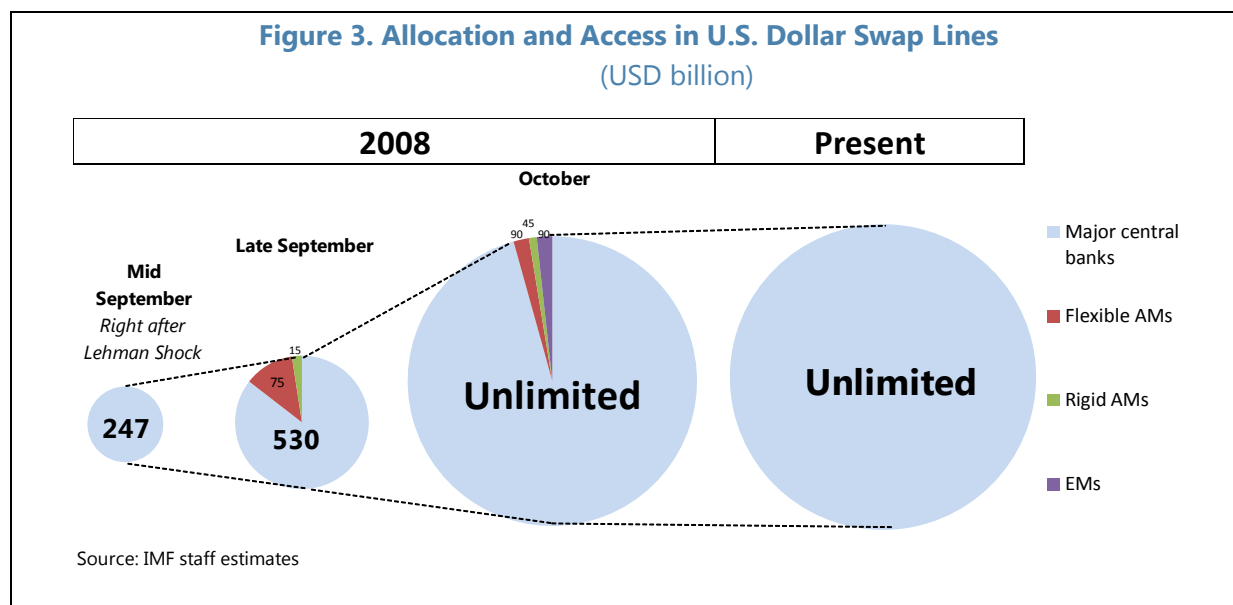 Figure 3. Allocation and Access in U.S. Dollar Swap Lines
(USD billion)
2008
Present
October
Late September
Mid
September
Right after
Lehman Shock
247
15
75
530
90
45
90
Unlimited
Unlimited
Major central
banks
Flexible AMs
Rigid AMs
EMs
Source: IMF staff estimates